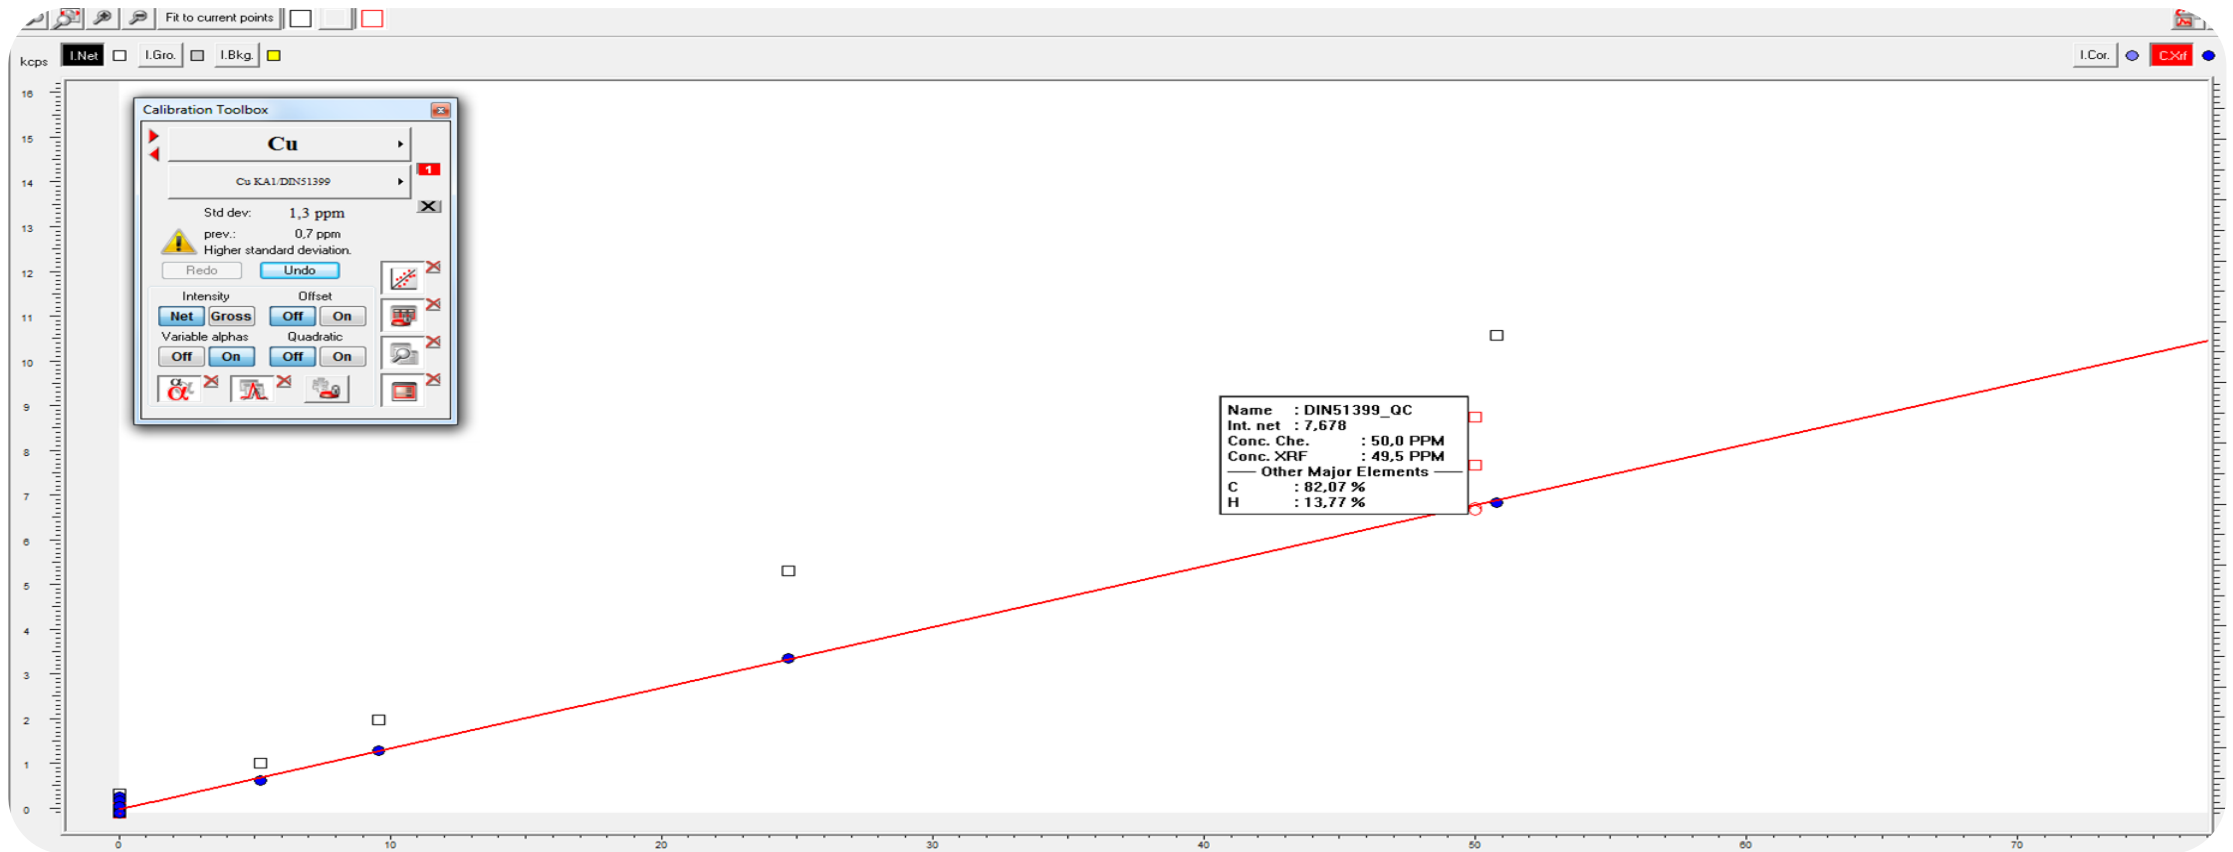 Fit to current points
kcps I.Net I.Gro. I.Bkg. I.Cor. C.Xrf
16
15
14
13
12
11
10
9
8
7
6
5
4
3
2
1
0
Calibration Toolbox
Cu
Cu KA1/DIN51399
1
Std dev: 1,3 ppm
prev.: 0,7 ppm
Higher standard deviation.
Redo Undo
Intensity Offset
Net Gross Off On
Variable alphas Quadratic
Off On Off On
Name : DIN51399_QC
Int. net : 7,678
Conc. Che. : 50,0 PPM
Conc. XRF : 49,5 PPM
Other Major Elements
C : 82,07 %
H : 13,77 %
0 10 20 30 40 50 60 70